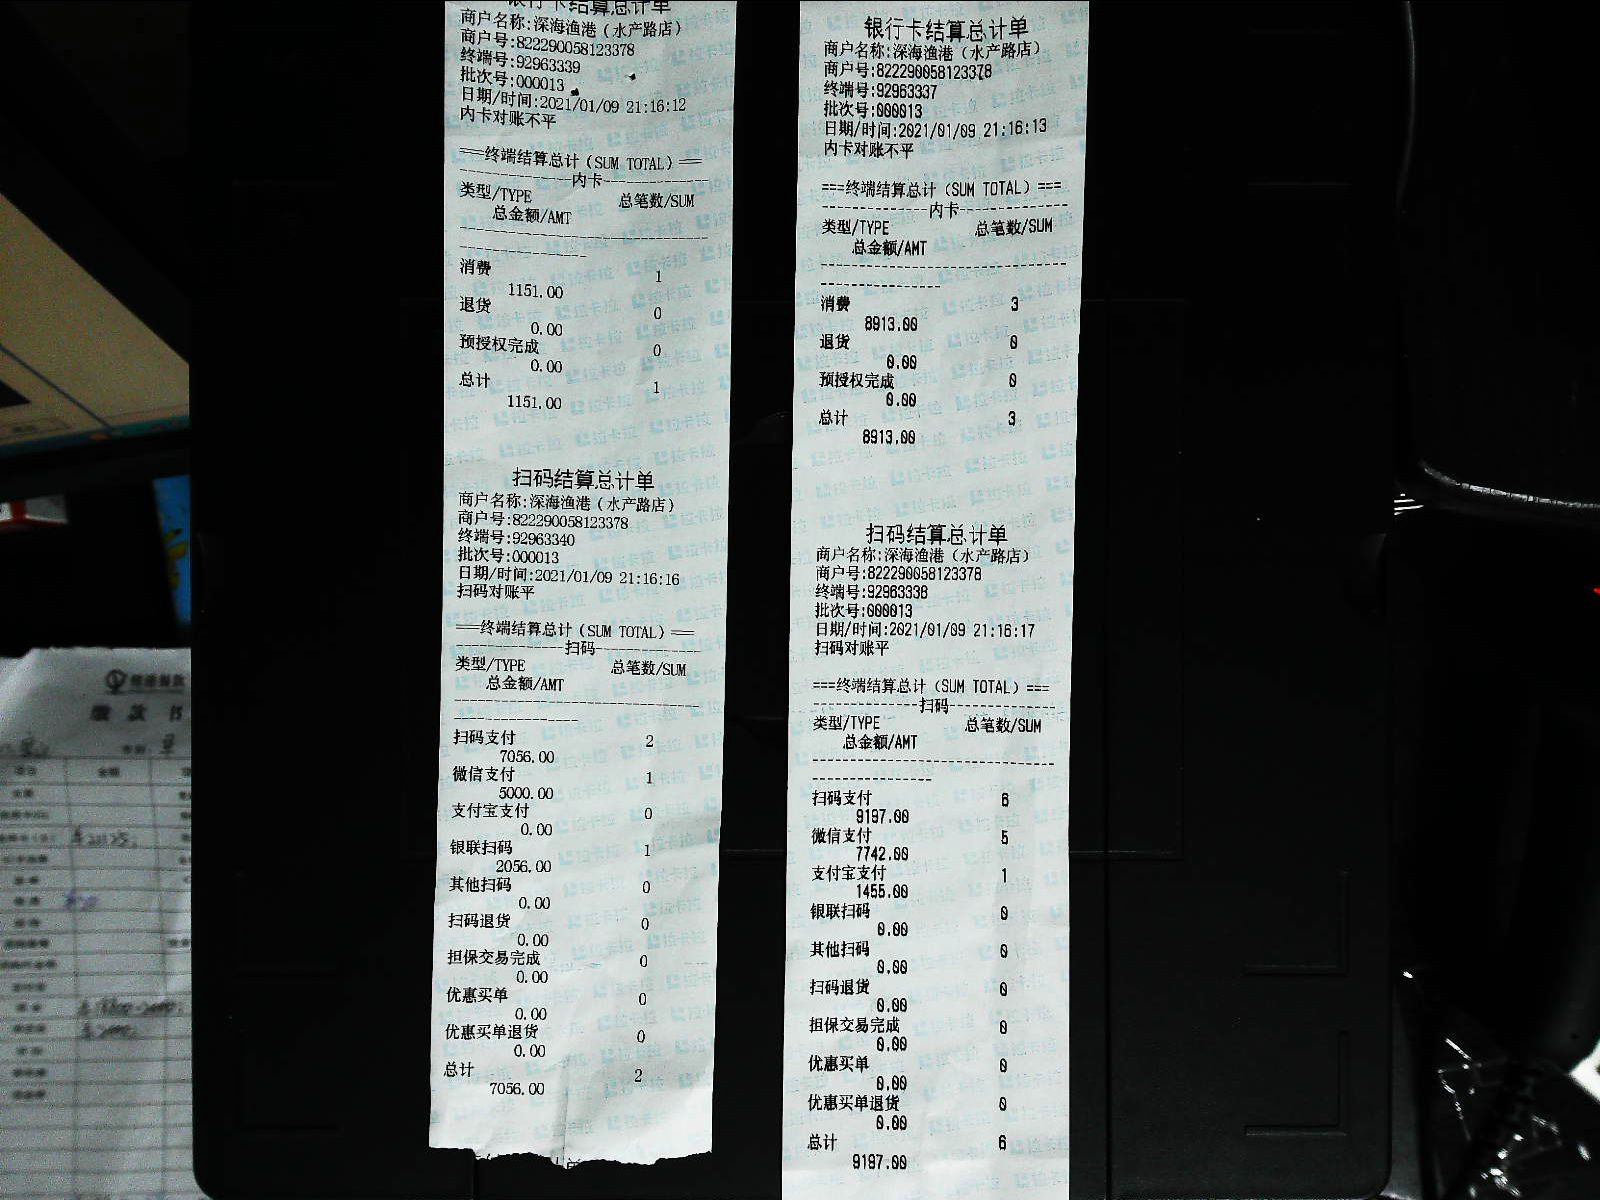 银行卡结算总计单
商户名称:深海渔港(水产路店)
商户号:822290058123378
终端号:92963339
批次号:000013
日期/时间:2021/01/09 21:16:12
内卡对账不平
===终端结算总计(SUM TOTAL)===
内卡
类型/TYPE 总笔数/SUM
总金额/AMT
消费 1
1151.00
退货 0
0.00
预授权完成 0
0.00
总计 1
1151.00
扫码结算总计单
商户名称:深海渔港(水产路店)
商户号:822290058123378
终端号:92963340
批次号:000013
日期/时间:2021/01/09 21:16:16
扫码对账平
===终端结算总计(SUM TOTAL)===
扫码
类型/TYPE 总笔数/SUM
总金额/AMT
扫码支付 2
7056.00
微信支付 1
5000.00
支付宝支付 0
0.00
银联扫码 1
2056.00
其他扫码 0
0.00
扫码退货 0
0.00
担保交易完成 0
0.00
优惠买单 0
0.00
优惠买单退货 0
0.00
总计 2
7056.00
银行卡结算总计单
商户名称:深海渔港(水产路店)
商户号:822290058123378
终端号:92963337
批次号:000013
日期/时间:2021/01/09 21:16:13
内卡对账不平
===终端结算总计(SUM TOTAL)===
内卡
类型/TYPE 总笔数/SUM
总金额/AMT
消费 3
8913.00
退货 0
0.00
预授权完成 0
0.00
总计 3
8913.00
扫码结算总计单
商户名称:深海渔港(水产路店)
商户号:822290058123378
终端号:92963338
批次号:000013
日期/时间:2021/01/09 21:16:17
扫码对账平
===终端结算总计(SUM TOTAL)===
扫码
类型/TYPE 总笔数/SUM
总金额/AMT
扫码支付 6
9197.00
微信支付 5
7742.00
支付宝支付 1
1455.00
银联扫码 0
0.00
其他扫码 0
0.00
扫码退货 0
0.00
担保交易完成 0
0.00
优惠买单 0
0.00
优惠买单退货 0
0.00
总计 6
9197.00
拉卡拉